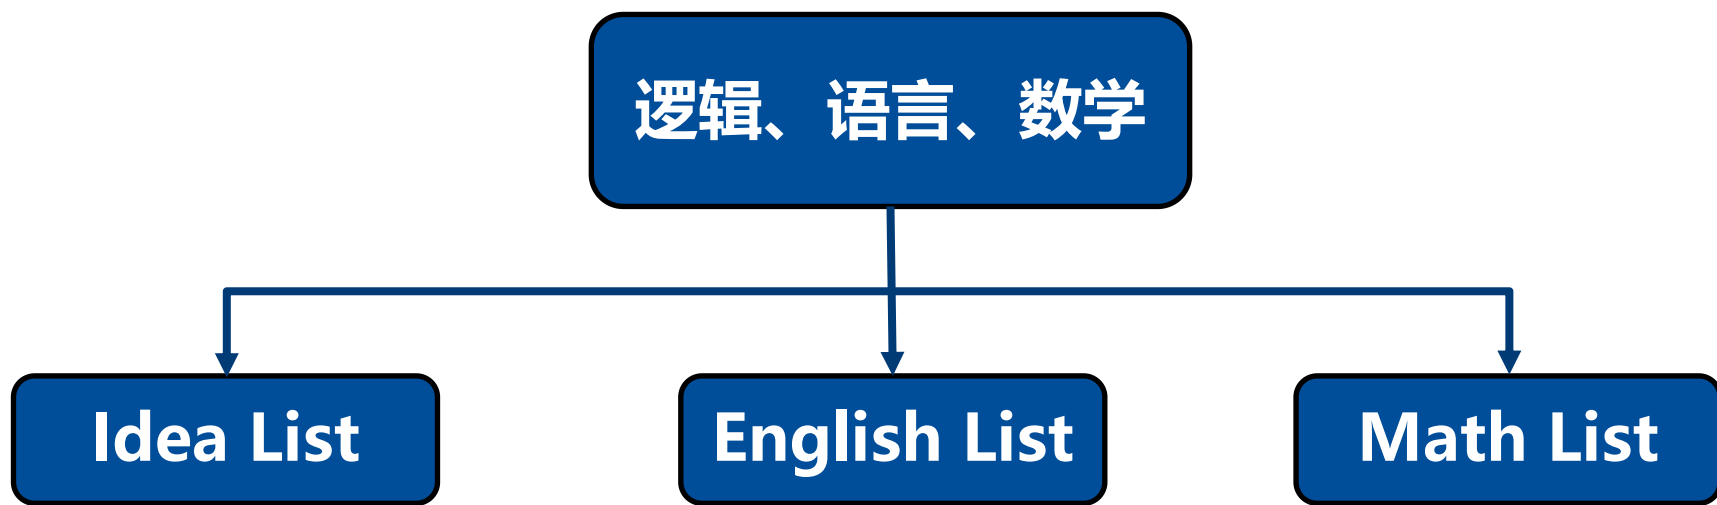 逻辑、语言、数学
Idea List
English List
Math List